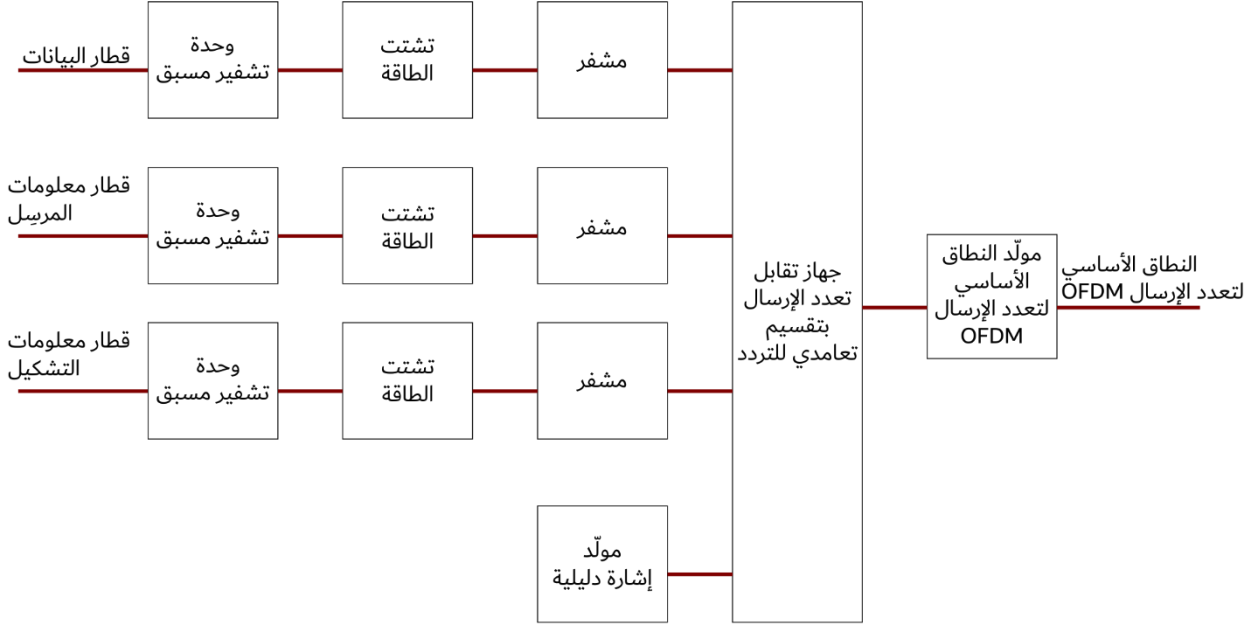 قطار البيانات
وحدة
تشفير مسبق
تشتت
الطاقة
مشفر
قطار معلومات
المرسِل
وحدة
تشفير مسبق
تشتت
الطاقة
مشفر
قطار معلومات
التشكيل
وحدة
تشفير مسبق
تشتت
الطاقة
مشفر
مولّد
إشارة دليلية
جهاز تقابل
تعدد الإرسال
بتقسيم
تعامدي للتردد
مولّد النطاق
الأساسي
لتعدد الإرسال
OFDM
النطاق الأساسي
لتعدد الإرسال OFDM